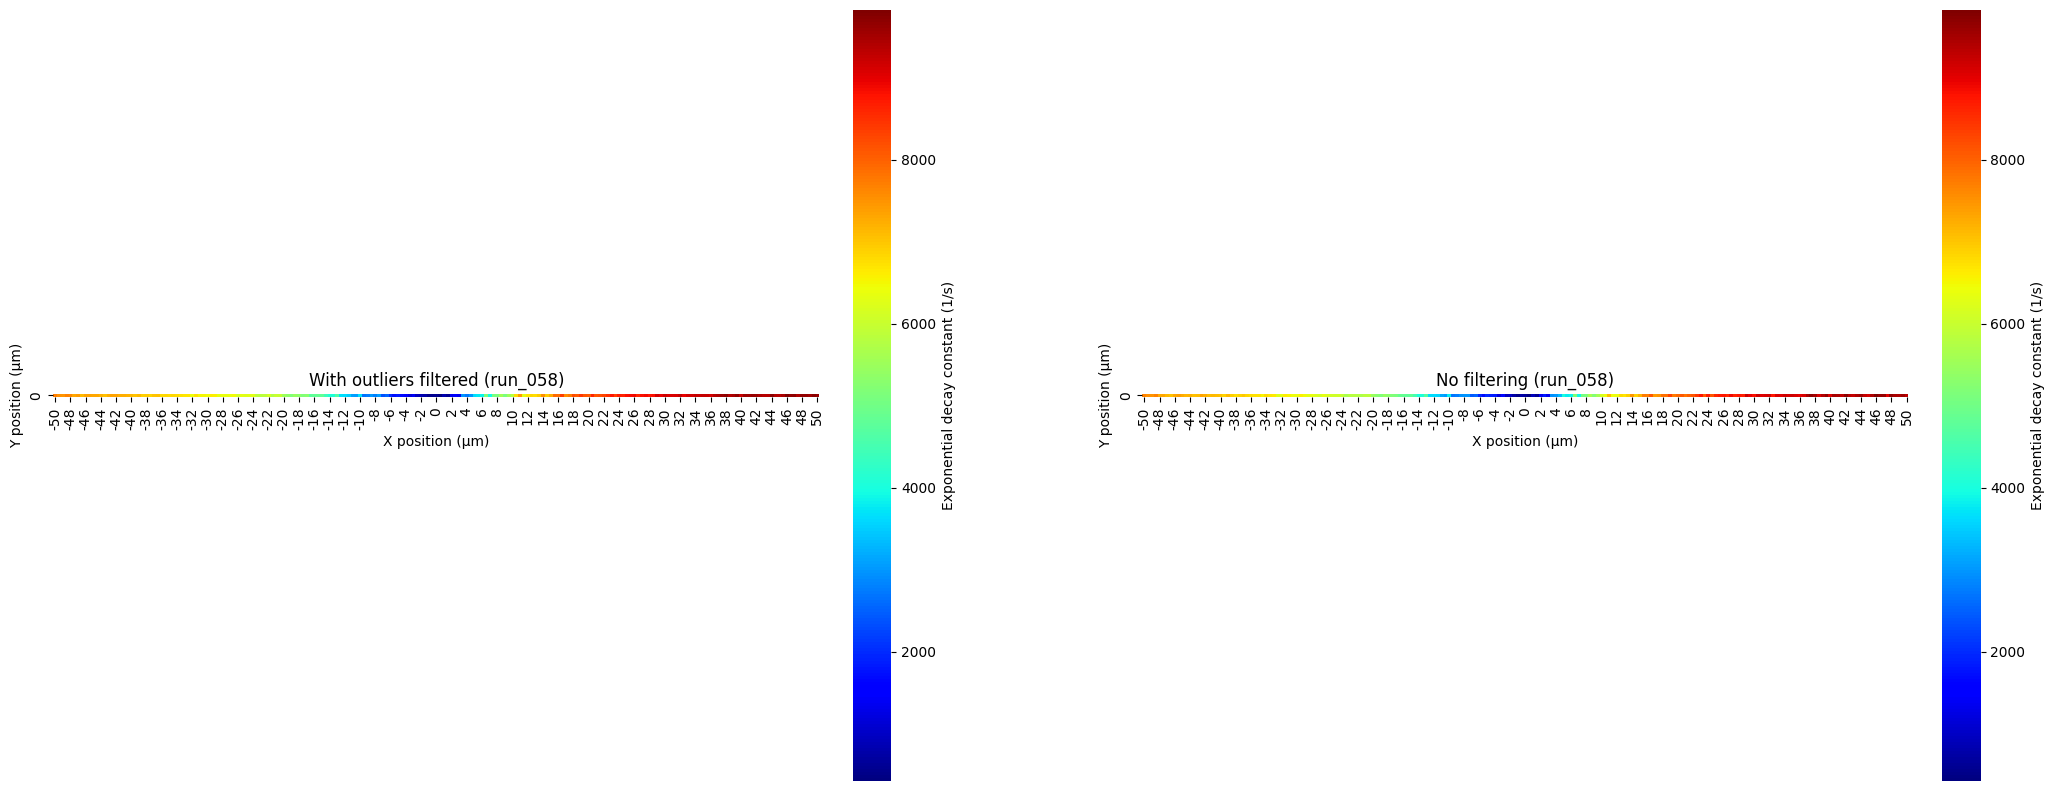 With outliers filtered (run_058)
Y position (μm)
0
-50 -48 -46 -44 -42 -40 -38 -36 -34 -32 -30 -28 -26 -24 -22 -20 -18 -16 -14 -12 -10 -8 -6 -4 -2 0 2 4 6 8 10 12 14 16 18 20 22 24 26 28 30 32 34 36 38 40 42 44 46 48 50
X position (μm)
8000
6000
4000
2000
Exponential decay constant (1/s)
No filtering (run_058)
Y position (μm)
0
-50 -48 -46 -44 -42 -40 -38 -36 -34 -32 -30 -28 -26 -24 -22 -20 -18 -16 -14 -12 -10 -8 -6 -4 -2 0 2 4 6 8 10 12 14 16 18 20 22 24 26 28 30 32 34 36 38 40 42 44 46 48 50
X position (μm)
8000
6000
4000
2000
Exponential decay constant (1/s)